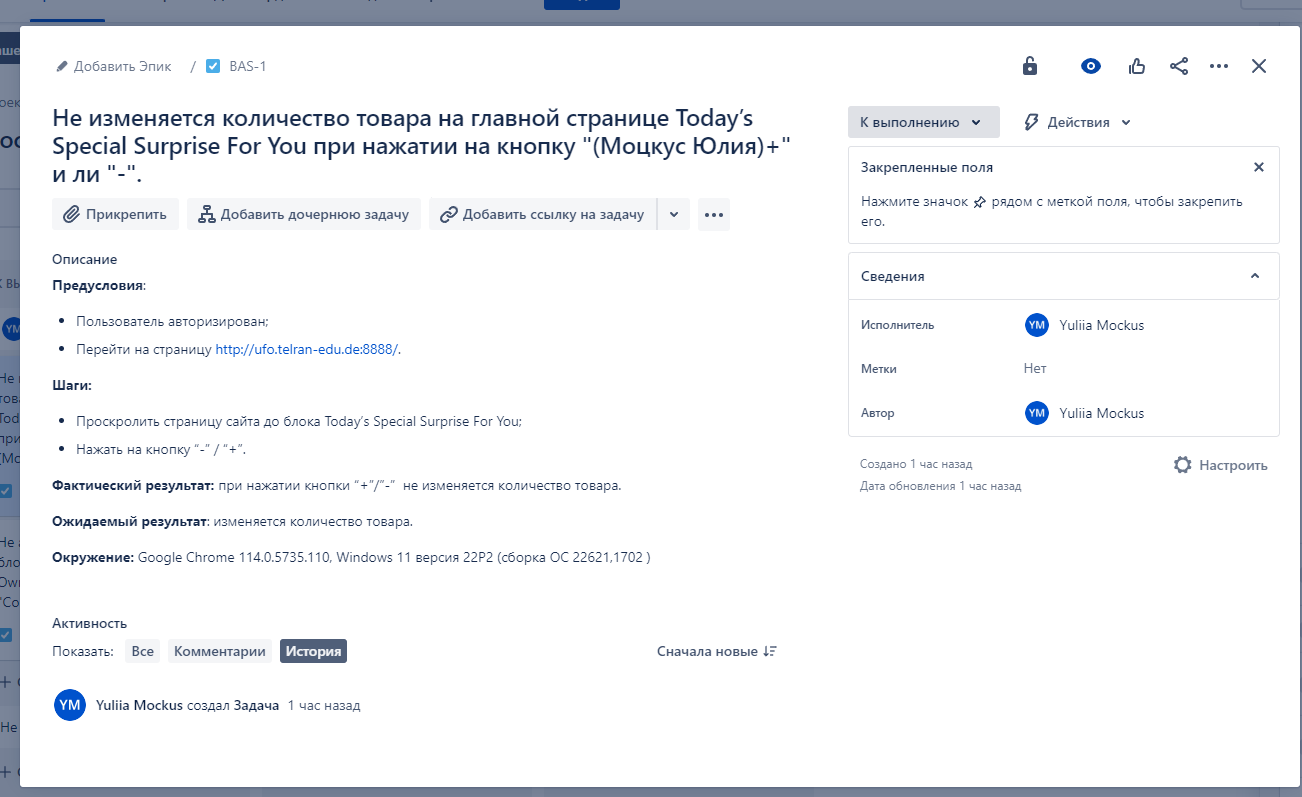 Добавить Эпик / BAS-1
Не изменяется количество товара на главной странице Today’s
Special Surprise For You при нажатии на кнопку "(Моцкус Юлия)+"
и ли "-".
Прикрепить
Добавить дочернюю задачу
Добавить ссылку на задачу
Описание
Предусловия:
• Пользователь авторизирован;
• Перейти на страницу http://ufo.telran-edu.de:8888/.
Шаги:
• Проскролить страницу сайта до блока Today’s Special Surprise For You;
• Нажать на кнопку “-” / “+”.
Фактический результат: при нажатии кнопки “+”/”-” не изменяется количество товара.
Ожидаемый результат: изменяется количество товара.
Окружение: Google Chrome 114.0.5735.110, Windows 11 версия 22P2 (сборка ОС 22621,1702 )
Активность
Показать: Все Комментарии История
Сначала новые
YM Yuliia Mockus создал Задача 1 час назад
К выполнению
Действия
Закрепленные поля
Нажмите значок рядом с меткой поля, чтобы закрепить
его.
Сведения
Исполнитель YM Yuliia Mockus
Метки Нет
Автор YM Yuliia Mockus
Создано 1 час назад
Дата обновления 1 час назад
Настроить